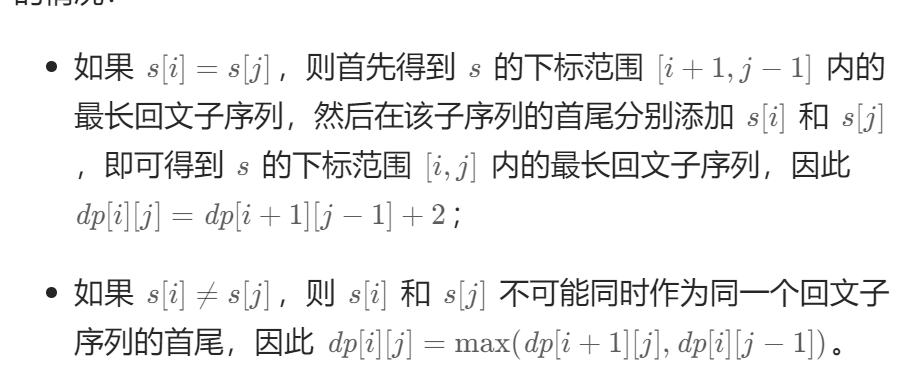 的情况:
• 如果 s[i] = s[j]，则首先得到 s 的下标范围 [i + 1, j − 1] 内的
最长回文子序列，然后在该子序列的首尾分别添加 s[i] 和 s[j]
，即可得到 s 的下标范围 [i, j] 内的最长回文子序列，因此
dp[i][j] = dp[i + 1][j − 1] + 2；
• 如果 s[i] ≠ s[j]，则 s[i] 和 s[j] 不可能同时作为同一个回文子
序列的首尾，因此 dp[i][j] = max(dp[i + 1][j], dp[i][j − 1])。